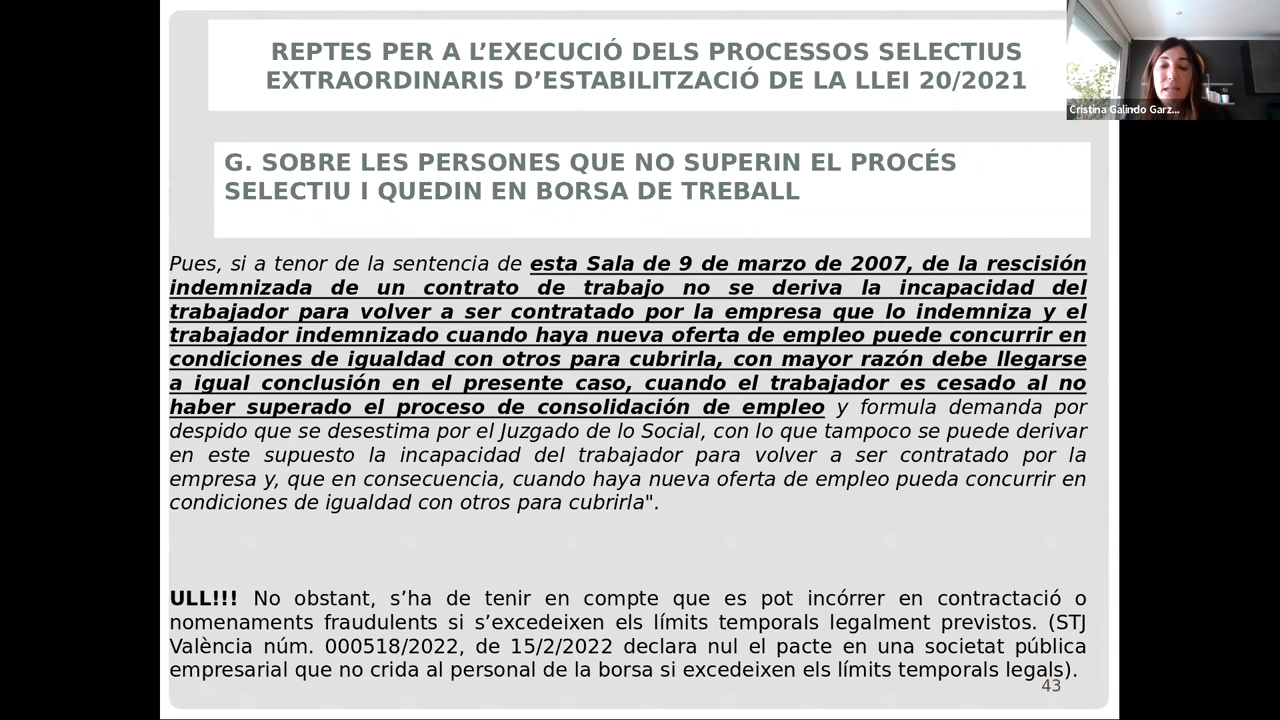 REPTES PER A L’EXECUCIÓ DELS PROCESSOS SELECTIUS
EXTRAORDINARIS D’ESTABILITZACIÓ DE LA LLEI 20/2021
Cristina Galindo Garz...
G. SOBRE LES PERSONES QUE NO SUPERIN EL PROCÉS
SELECTIU I QUEDIN EN BORSA DE TREBALL
Pues, si a tenor de la sentencia de esta Sala de 9 de marzo de 2007, de la rescisión
indemnizada de un contrato de trabajo no se deriva la incapacidad del
trabajador para volver a ser contratado por la empresa que lo indemniza y el
trabajador indemnizado cuando haya nueva oferta de empleo puede concurrir en
condiciones de igualdad con otros para cubrirla, con mayor razón debe llegarse
a igual conclusión en el presente caso, cuando el trabajador es cesado al no
haber superado el proceso de consolidación de empleo y formula demanda por
despido que se desestima por el Juzgado de lo Social, con lo que tampoco se puede derivar
en este supuesto la incapacidad del trabajador para volver a ser contratado por la
empresa y, que en consecuencia, cuando haya nueva oferta de empleo pueda concurrir en
condiciones de igualdad con otros para cubrirla".
ULL!!! No obstant, s’ha de tenir en compte que es pot incórrer en contractació o
nomenaments fraudulents si s’excedeixen els límits temporals legalment previstos. (STJ
València núm. 000518/2022, de 15/2/2022 declara nul el pacte en una societat pública
empresarial que no crida al personal de la borsa si excedeixen els límits temporals legals).
43